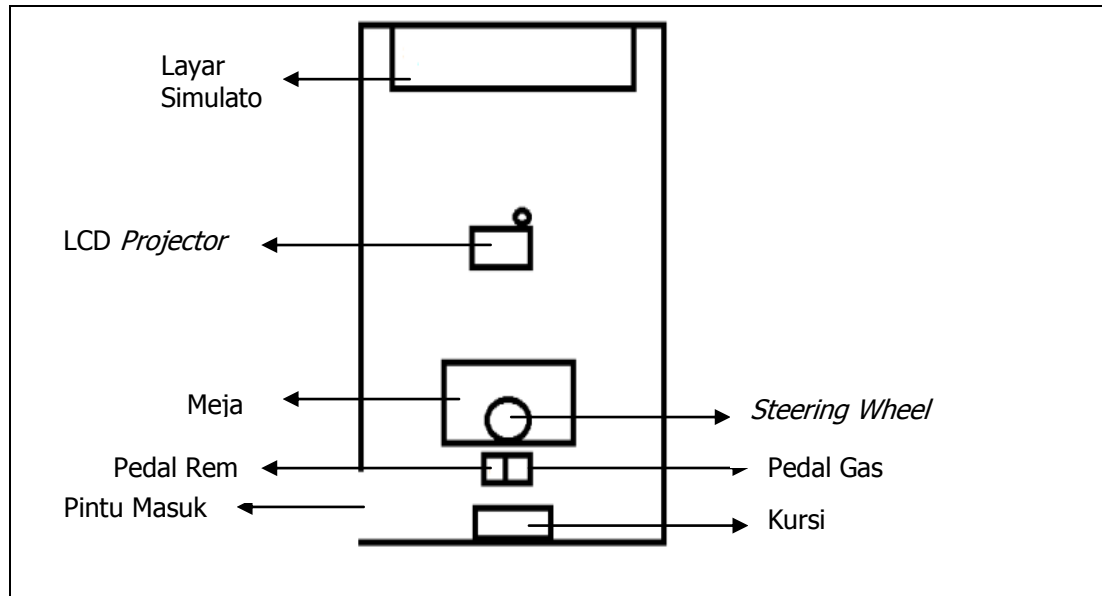 Layar
Simulato
LCD Projector
Meja
Steering Wheel
Pedal Rem
Pedal Gas
Pintu Masuk
Kursi